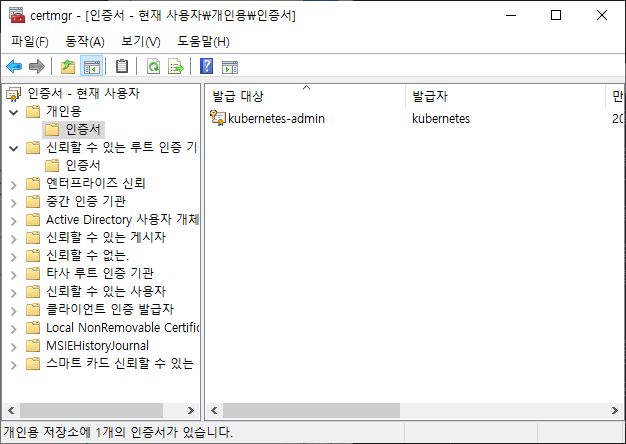 certmgr - [인증서 - 현재 사용자\개인용\인증서]
파일(F) 동작(A) 보기(V) 도움말(H)
인증서 - 현재 사용자
개인용
인증서
신뢰할 수 있는 루트 인증 기
인증서
엔터프라이즈 신뢰
중간 인증 기관
Active Directory 사용자 개체
신뢰할 수 있는 게시자
신뢰할 수 없는.
타사 루트 인증 기관
신뢰할 수 있는 사용자
클라이언트 인증 발급자
Local NonRemovable Certific
MSIEHistoryJournal
스마트 카드 신뢰할 수 있는
발급 대상 발급자 만
kubernetes-admin kubernetes 20
개인용 저장소에 1개의 인증서가 있습니다.